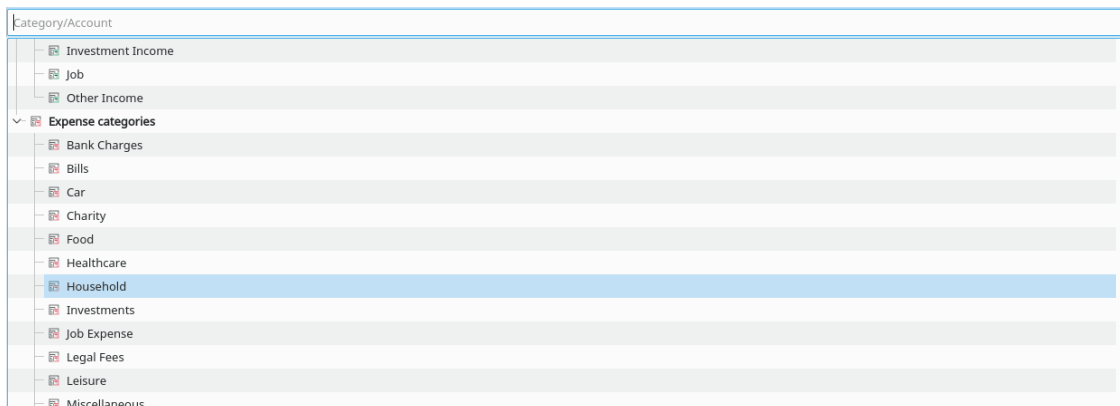 Category/Account
Investment Income
Job
Other Income
Expense categories
Bank Charges
Bills
Car
Charity
Food
Healthcare
Household
Investments
Job Expense
Legal Fees
Leisure
Miscellaneous